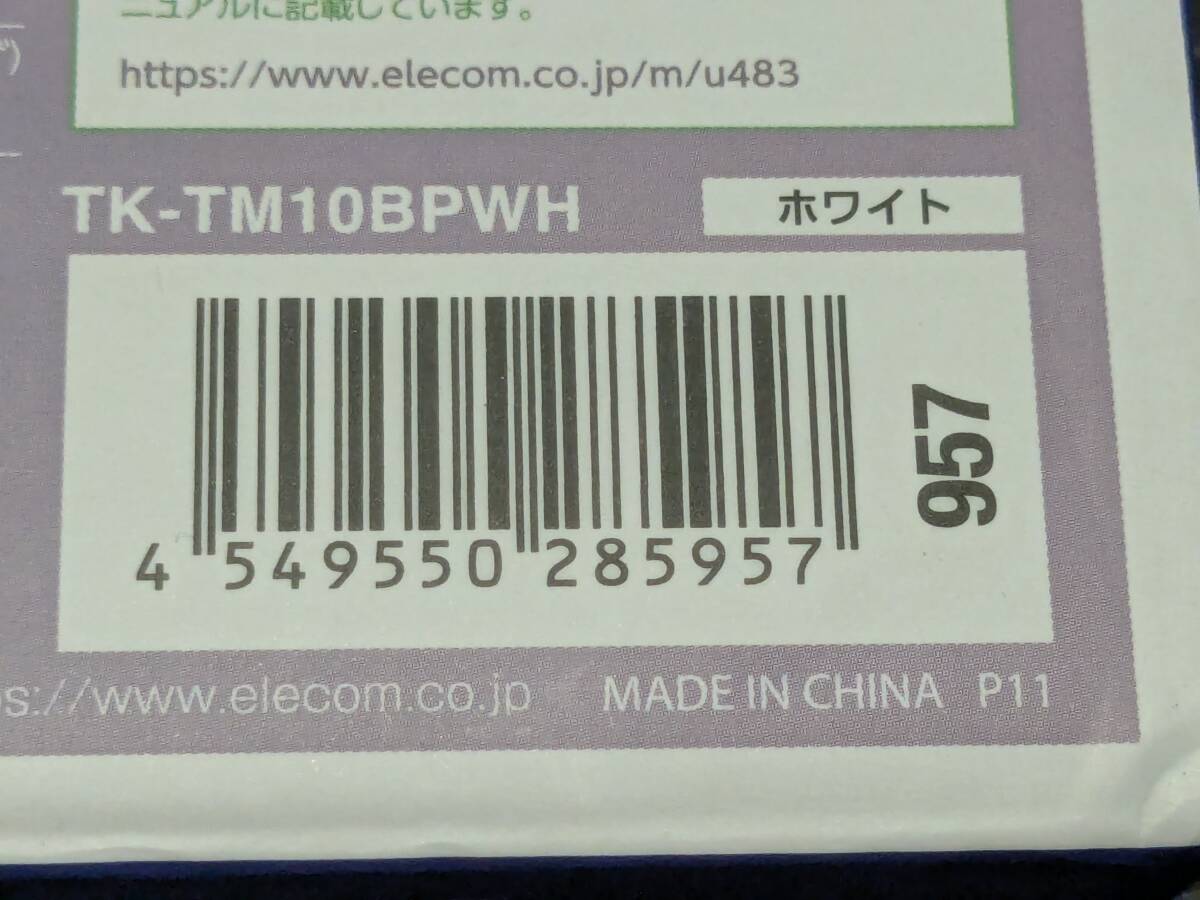 ニュアルに記載しています。
https://www.elecom.co.jp/m/u483
TK-TM10BPWH
ホワイト
957
4 549550 285957
s://www.elecom.co.jp
MADE IN CHINA P11